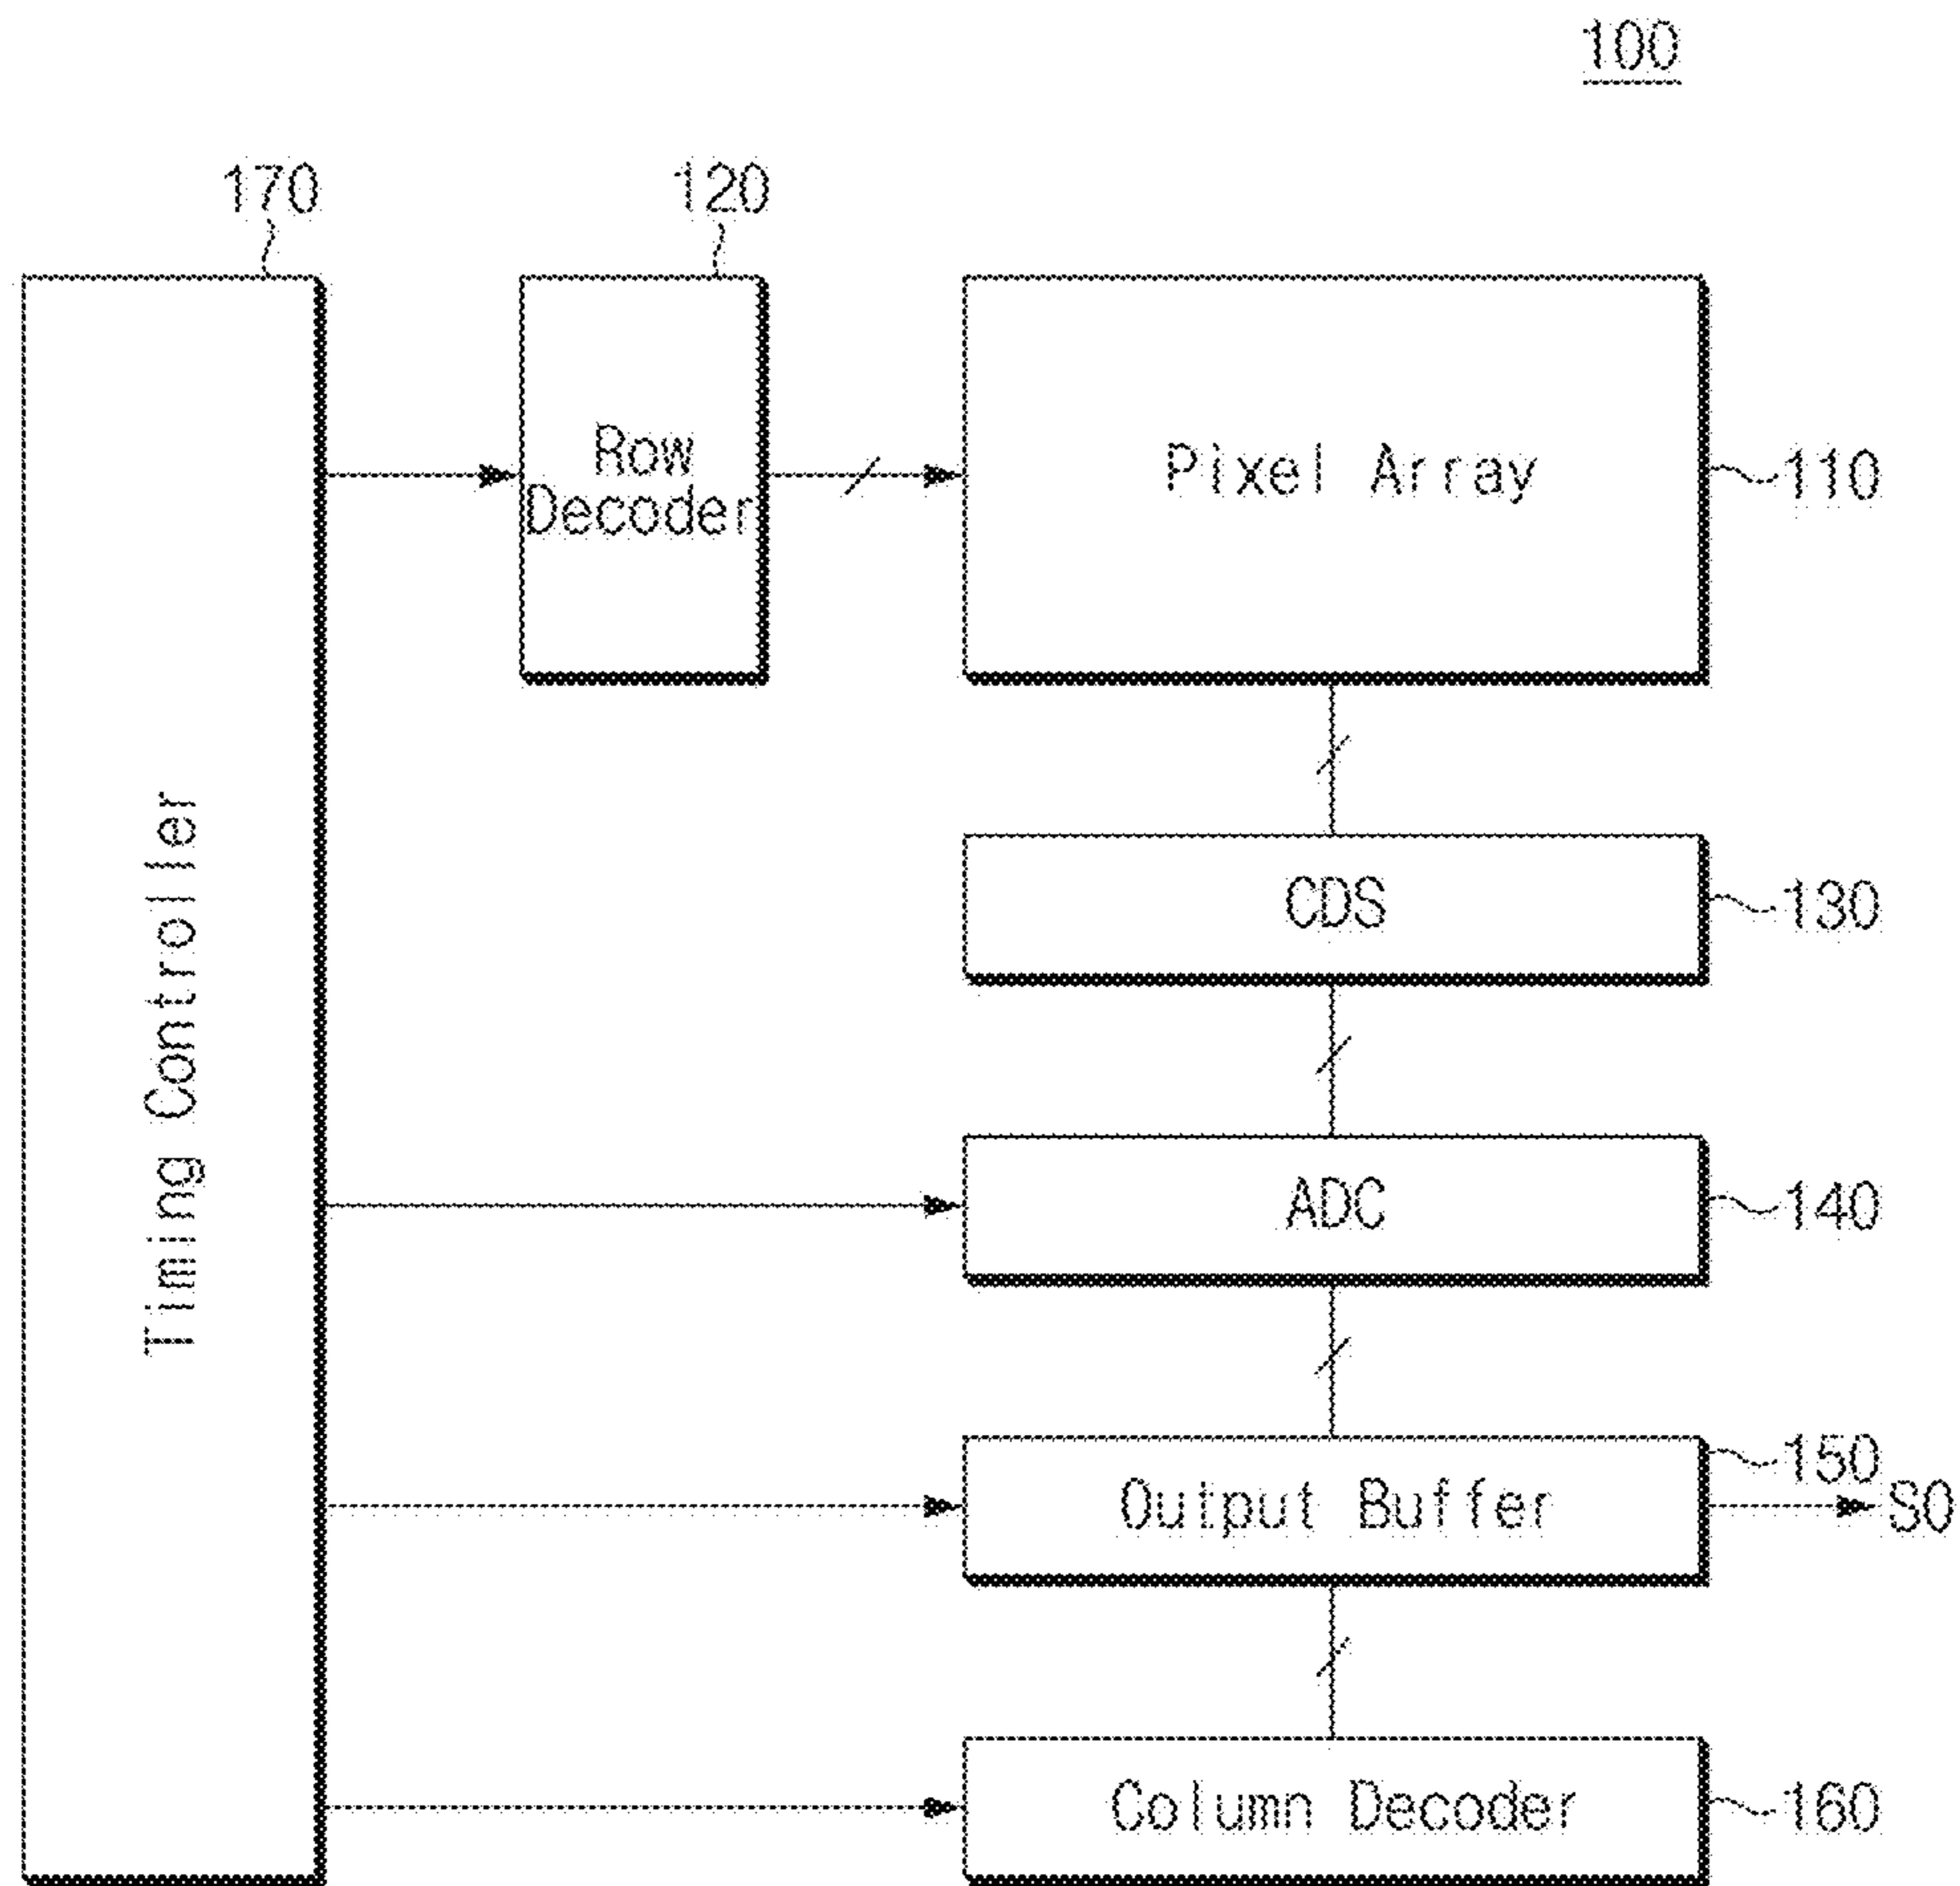 100
170
120
Row
Decoder
Pixel Array
110
CDS
130
Timing Controller
ADC
140
150
Output Buffer
SO
Column Decoder
160